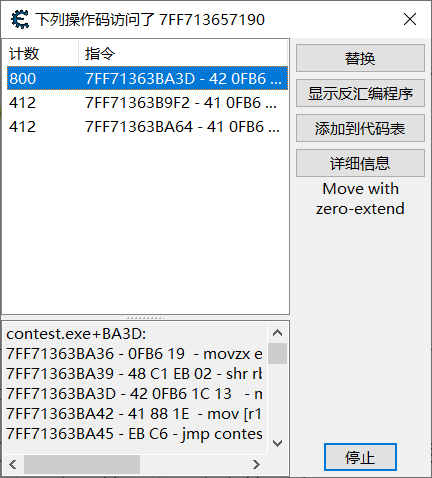 下列操作码访问了 7FF713657190
计数 指令
800 7FF71363BA3D - 42 0FB6 ...
412 7FF71363B9F2 - 41 0FB6 ...
412 7FF71363BA64 - 41 0FB6 ...
替换
显示反汇编程序
添加到代码表
详细信息
Move with
zero-extend
contest.exe+BA3D:
7FF71363BA36 - 0FB6 19 - movzx e
7FF71363BA39 - 48 C1 EB 02 - shr rb
7FF71363BA3D - 42 0FB6 1C 13 - m
7FF71363BA42 - 41 88 1E - mov [r1
7FF71363BA45 - EB C6 - jmp contes
停止